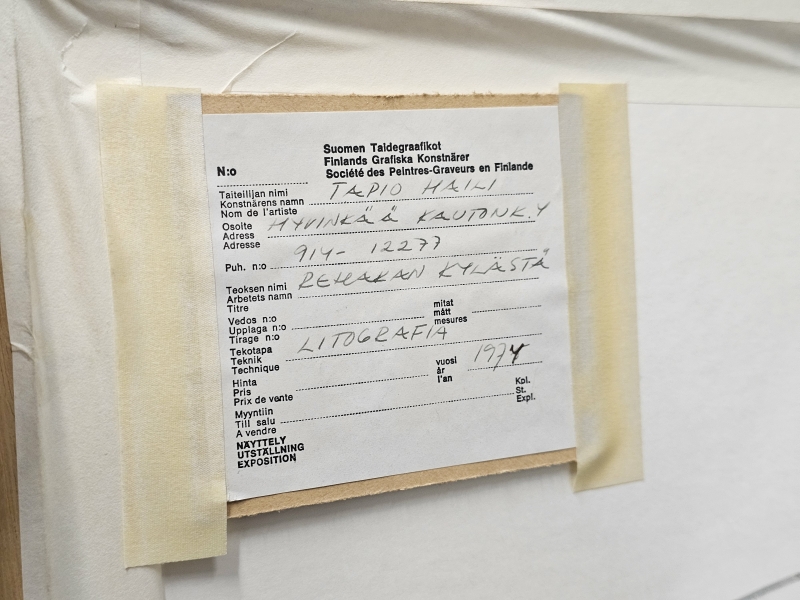 Suomen Taidegraafikot
Finlands Grafiska Konstnärer
N:o Société des Peintres-Graveurs en Finlande
Taiteilijan nimi
Konstnärens namn TAPIO HAILI
Nom de l'artiste
Osoite
Adress HYVINKÄÄ KAUTONK. 4
Adresse
Puh. n:o 914- 12277
Teoksen nimi
Arbetets namn KYLÄSTÄ
Titre
Vedos n:o mitat
Upplaga n:o mått
Tirage n:o mesures
Tekotapa
Teknik LITOGRAFIA
Technique
Hinta vuosi
Pris år 1974
Prix de vente l'an
Myyntiin Kpl.
Till salu St.
A vendre Expl.
NÄYTTELY
UTSTÄLLNING
EXPOSITION